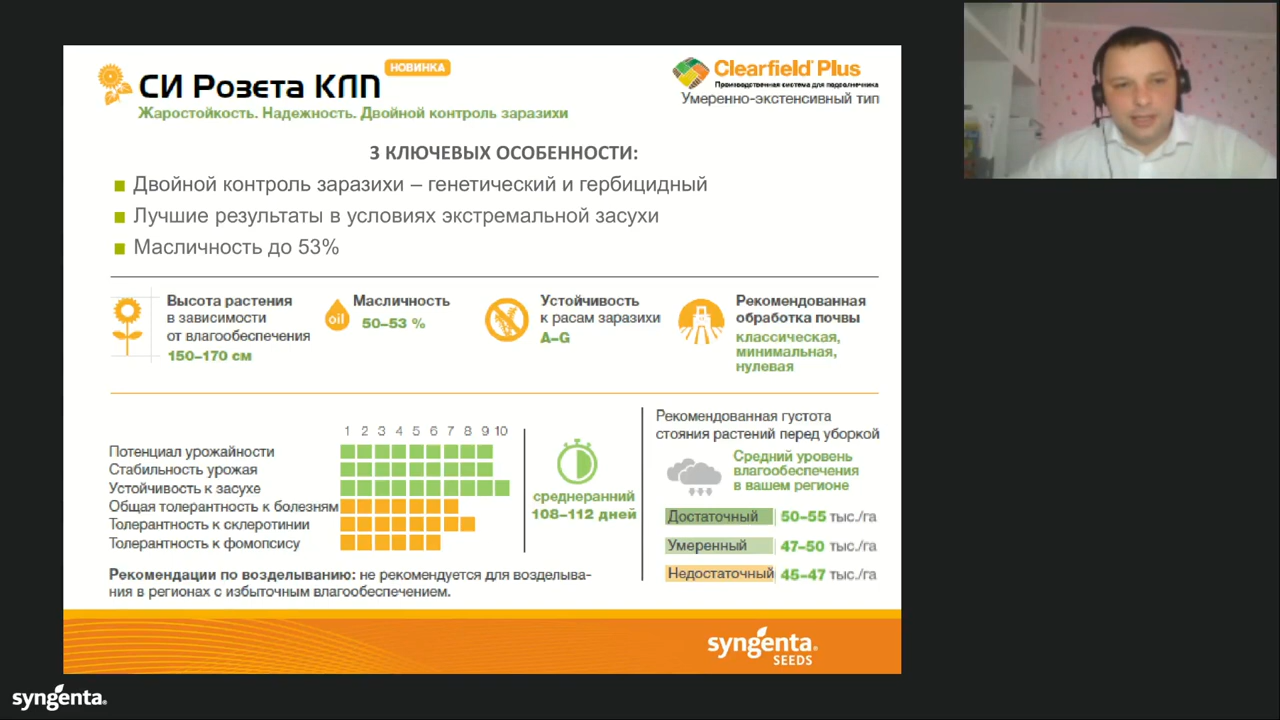 СИ Розета КЛП
НОВИНКА
Жаростойкость. Надежность. Двойной контроль заразихи
Clearfield® Plus
Производственная система для подсолнечника
Умеренно-экстенсивный тип
3 КЛЮЧЕВЫХ ОСОБЕННОСТИ:
Двойной контроль заразихи – генетический и гербицидный
Лучшие результаты в условиях экстремальной засухи
Масличность до 53%
Высота растения
в зависимости
от влагообеспечения
150–170 см
oil
Масличность
50–53 %
Устойчивость
к расам заразихи
A–G
Рекомендованная
обработка почвы
классическая,
минимальная,
нулевая
1 2 3 4 5 6 7 8 9 10
Потенциал урожайности
Стабильность урожая
Устойчивость к засухе
Общая толерантность к болезням
Толерантность к склеротинии
Толерантность к фомопсису
среднеранний
108–112 дней
Рекомендованная густота
стояния растений перед уборкой
Средний уровень
влагообеспечения
в вашем регионе
Достаточный 50–55 тыс./га
Умеренный 47–50 тыс./га
Недостаточный 45–47 тыс./га
Рекомендации по возделыванию: не рекомендуется для возделыва-
ния в регионах с избыточным влагообеспечением.
syngenta®
SEEDS
syngenta®